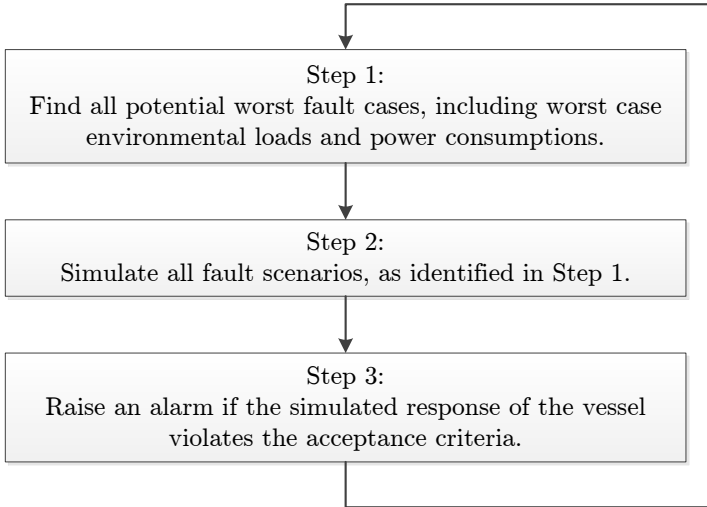 Step 1:
Find all potential worst fault cases, including worst case
environmental loads and power consumptions.
Step 2:
Simulate all fault scenarios, as identified in Step 1.
Step 3:
Raise an alarm if the simulated response of the vessel
violates the acceptance criteria.